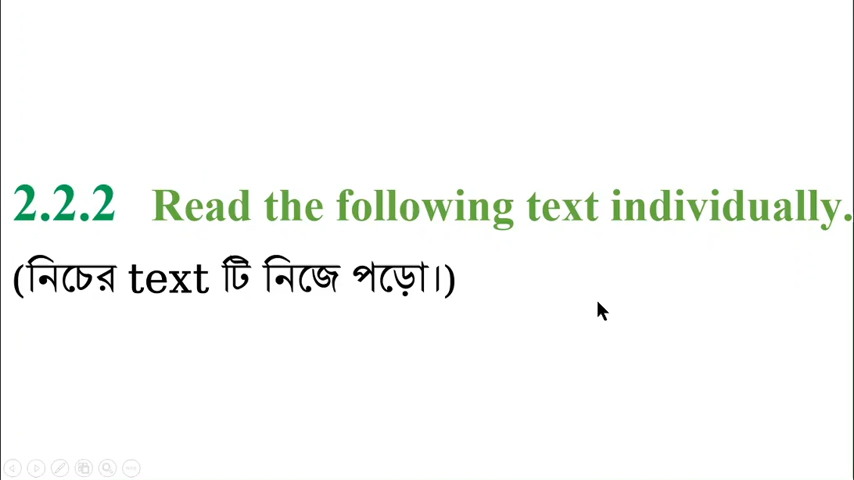 2.2.2 Read the following text individually.
(নিচের text টি নিজে পড়ো।)